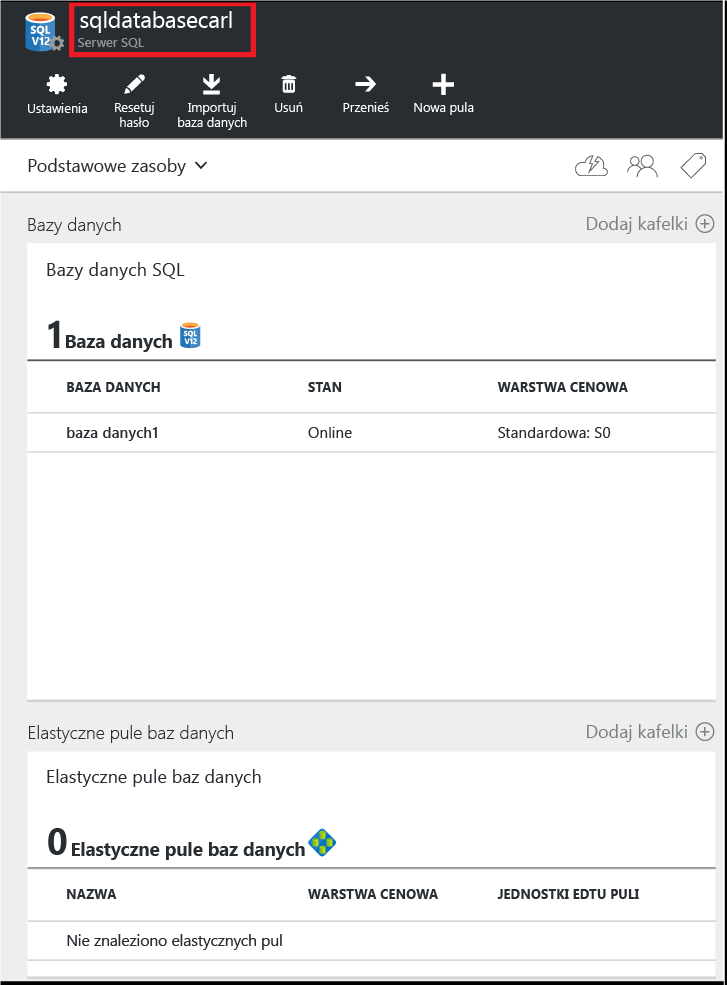 SQL
V12
sqldatabasecarl
Serwer SQL
Ustawienia
Resetuj hasło
Importuj baza danych
Usuń
Przenieś
Nowa pula
Podstawowe zasoby
Bazy danych
Dodaj kafelki
Bazy danych SQL
1 Baza danych
SQL
V12
BAZA DANYCH STAN WARSTWA CENOWA
baza danych1 Online Standardowa: S0
Elastyczne pule baz danych
Dodaj kafelki
Elastyczne pule baz danych
0 Elastyczne pule baz danych
NAZWA WARSTWA CENOWA JEDNOSTKI EDTU PULI
Nie znaleziono elastycznych pul